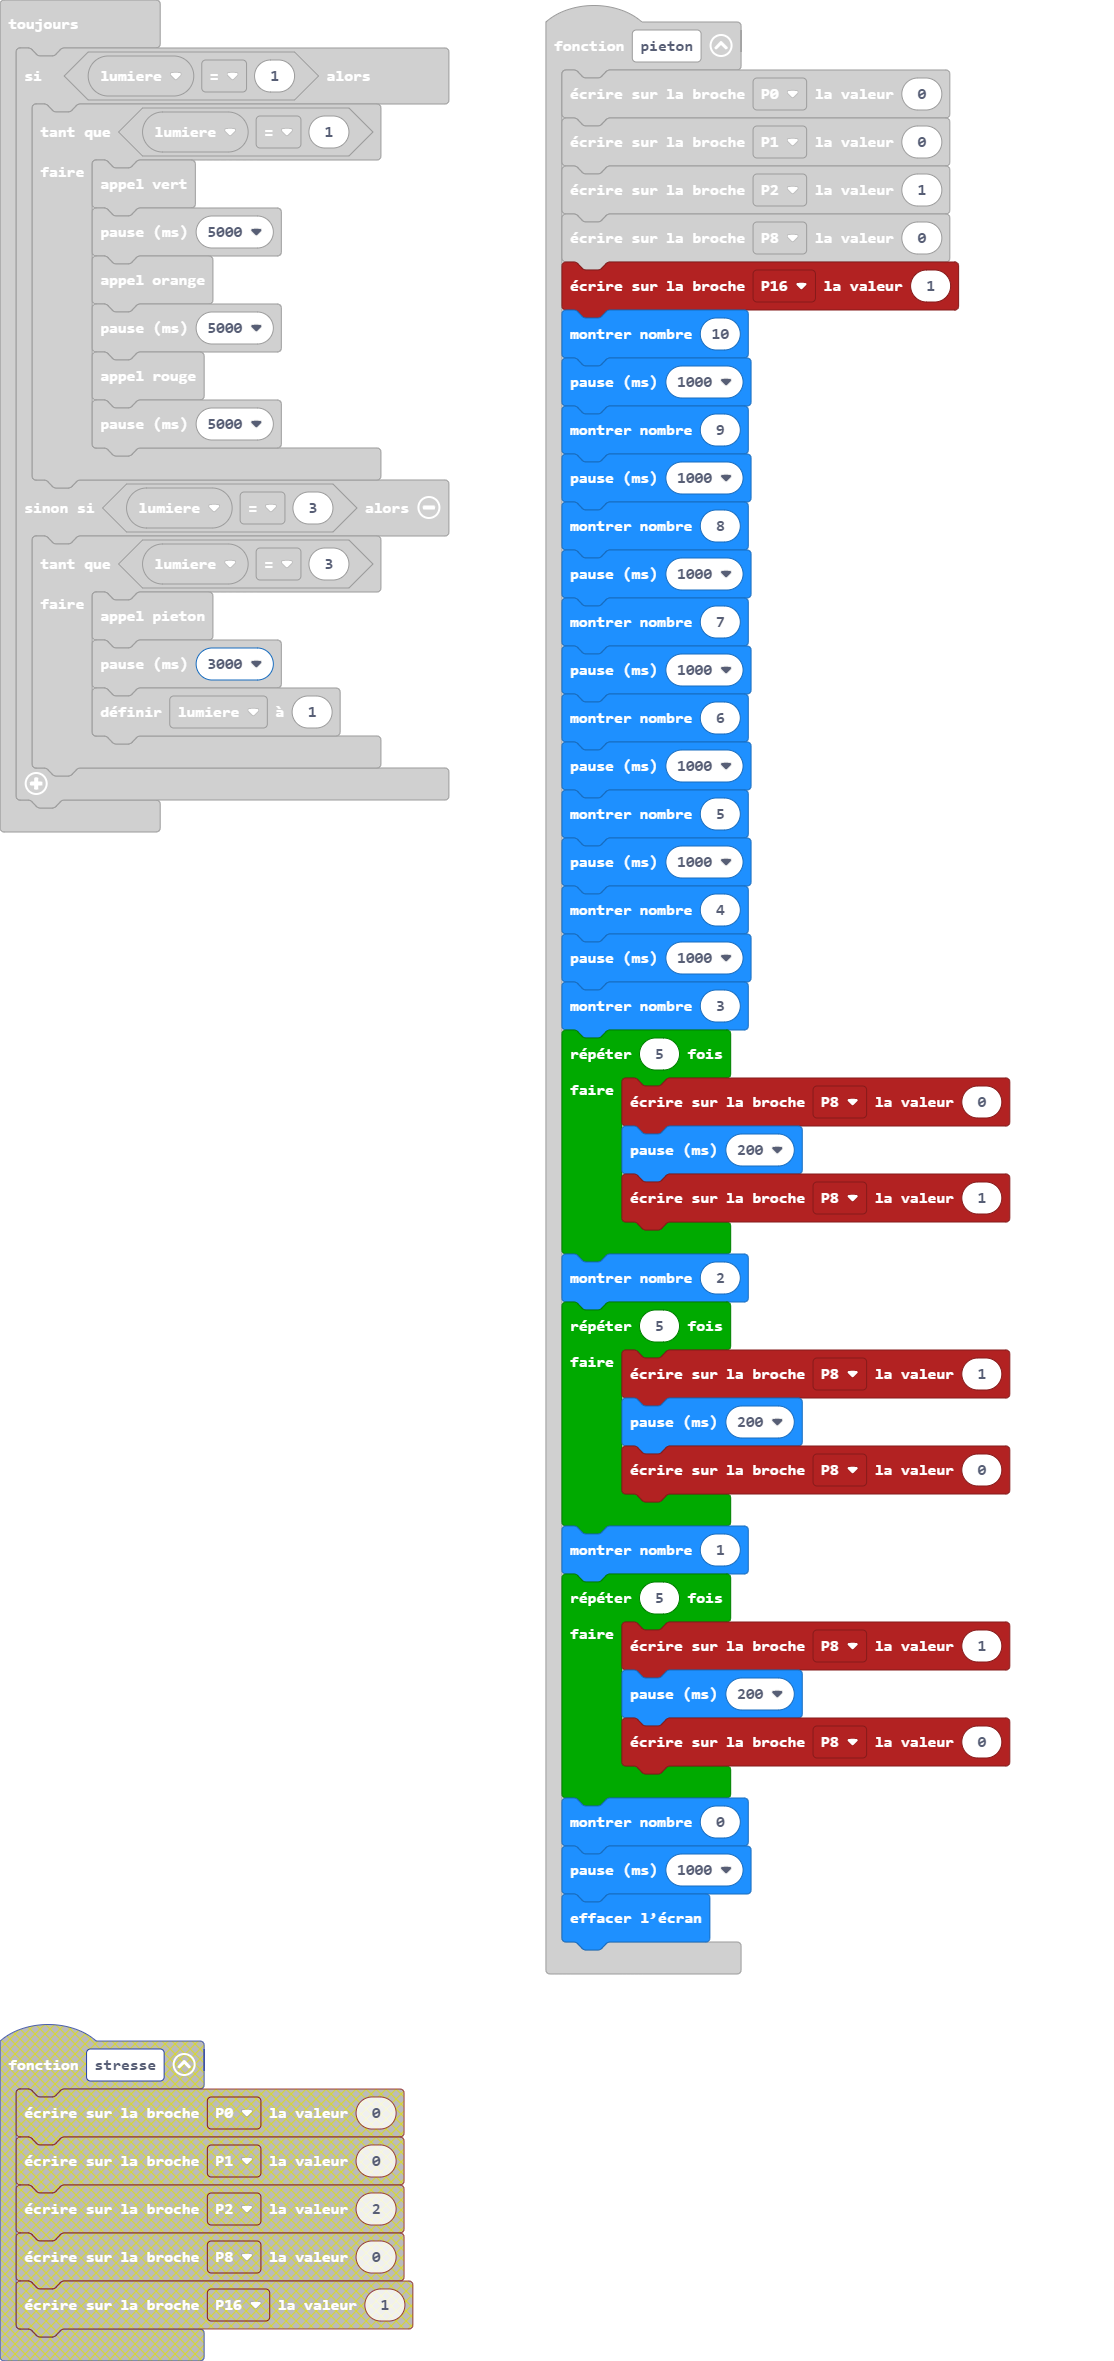 toujours
si lumiere = 1 alors
tant que lumiere = 1
faire
appel vert
pause (ms) 5000
appel orange
pause (ms) 5000
appel rouge
pause (ms) 5000
sinon si lumiere = 3 alors
tant que lumiere = 3
faire
appel pieton
pause (ms) 3000
définir lumiere à 1
fonction pieton
écrire sur la broche P0 la valeur 0
écrire sur la broche P1 la valeur 0
écrire sur la broche P2 la valeur 1
écrire sur la broche P8 la valeur 0
écrire sur la broche P16 la valeur 1
montrer nombre 10
pause (ms) 1000
montrer nombre 9
pause (ms) 1000
montrer nombre 8
pause (ms) 1000
montrer nombre 7
pause (ms) 1000
montrer nombre 6
pause (ms) 1000
montrer nombre 5
pause (ms) 1000
montrer nombre 4
pause (ms) 1000
montrer nombre 3
répéter 5 fois
faire
écrire sur la broche P8 la valeur 0
pause (ms) 200
écrire sur la broche P8 la valeur 1
montrer nombre 2
répéter 5 fois
faire
écrire sur la broche P8 la valeur 1
pause (ms) 200
écrire sur la broche P8 la valeur 0
montrer nombre 1
répéter 5 fois
faire
écrire sur la broche P8 la valeur 1
pause (ms) 200
écrire sur la broche P8 la valeur 0
montrer nombre 0
pause (ms) 1000
effacer l’écran
fonction stresse
écrire sur la broche P0 la valeur 0
écrire sur la broche P1 la valeur 0
écrire sur la broche P2 la valeur 2
écrire sur la broche P8 la valeur 0
écrire sur la broche P16 la valeur 1